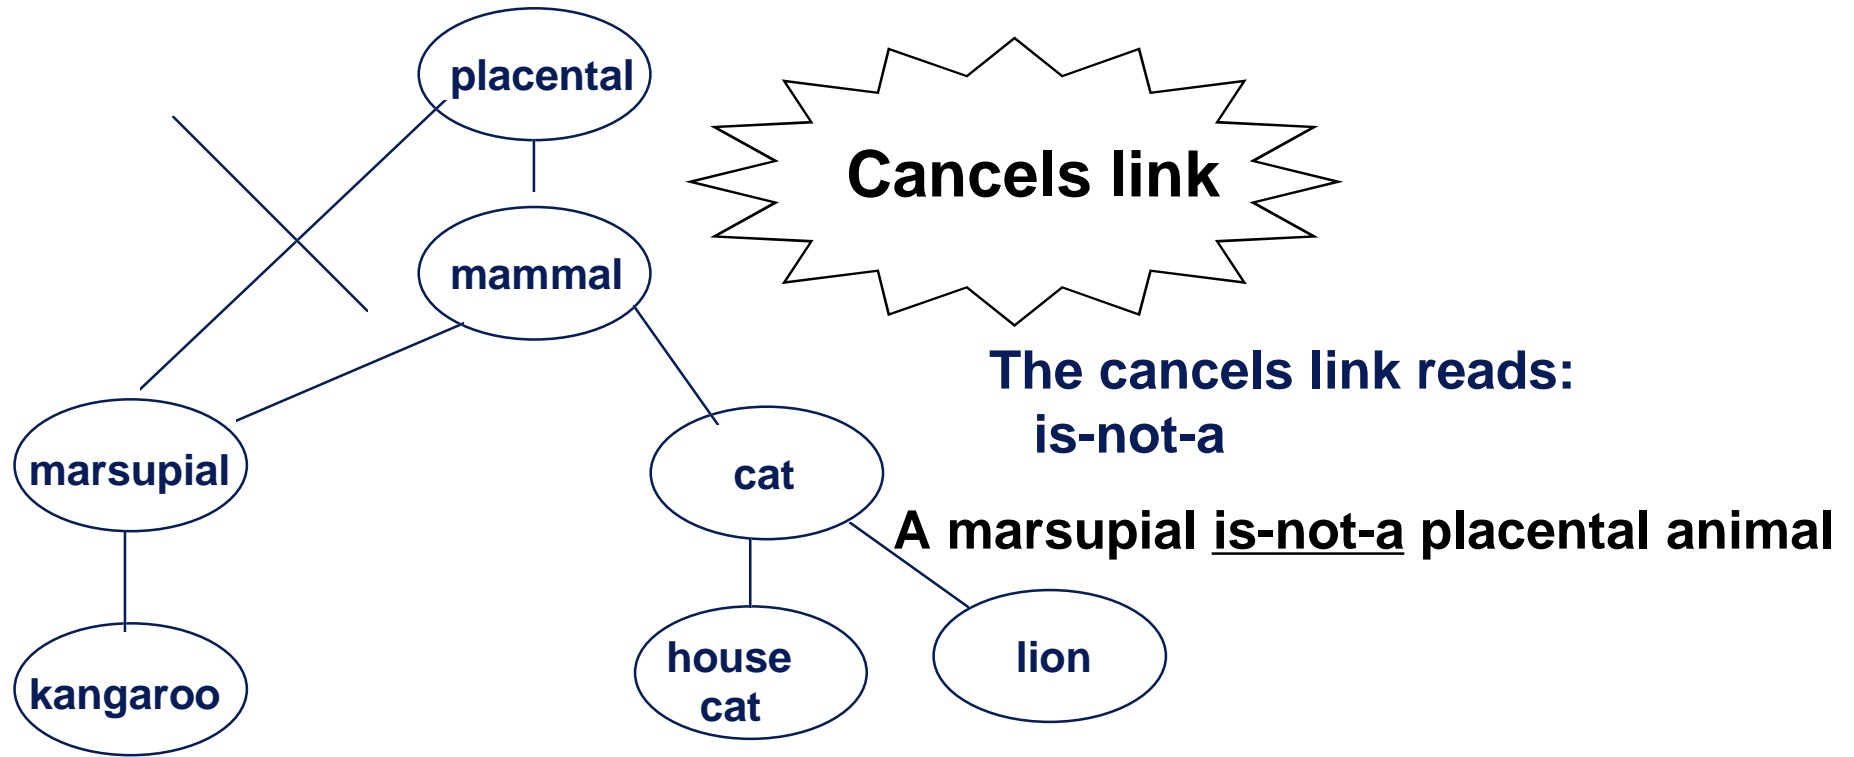 placental
Cancels link
mammal
The cancels link reads:
is-not-a
marsupial
cat
A marsupial is-not-a placental animal
kangaroo
house
cat
lion